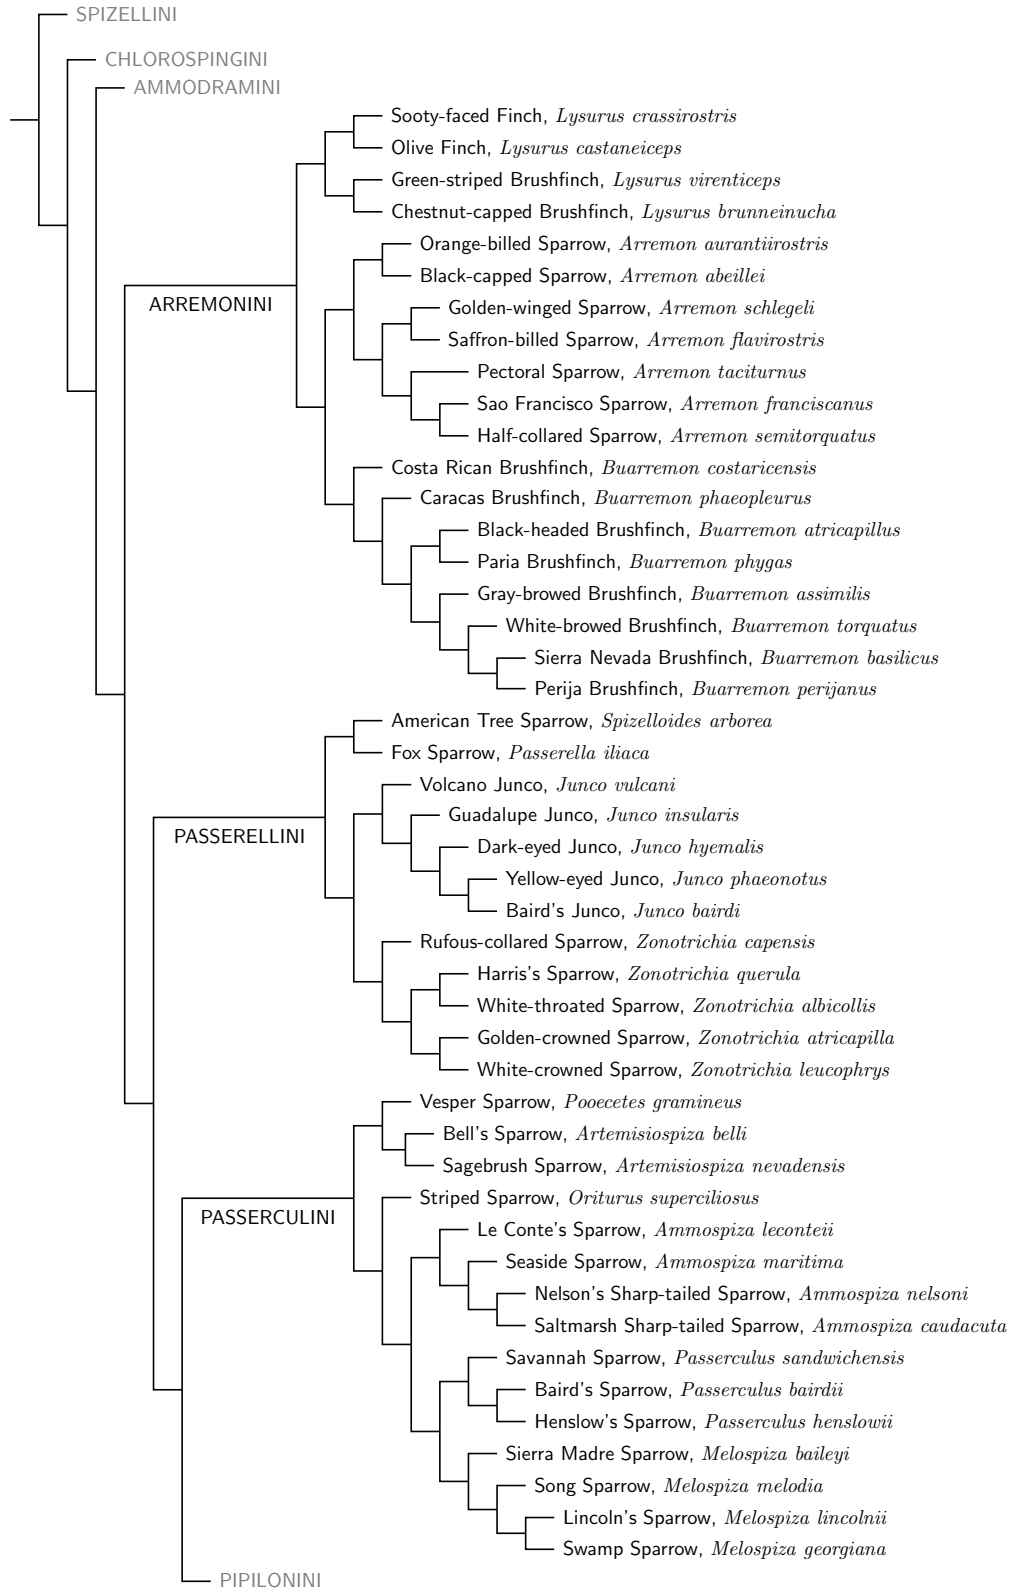 SPIZELLINI
CHLOROSPINGINI
AMMODRAMINI
Sooty-faced Finch, Lysurus crassirostris
Olive Finch, Lysurus castaneiceps
Green-striped Brushfinch, Lysurus virenticeps
Chestnut-capped Brushfinch, Lysurus brunneinucha
Orange-billed Sparrow, Arremon aurantiirostris
Black-capped Sparrow, Arremon abeillei
ARREMONINI
Golden-winged Sparrow, Arremon schlegeli
Saffron-billed Sparrow, Arremon flavirostris
Pectoral Sparrow, Arremon taciturnus
Sao Francisco Sparrow, Arremon franciscanus
Half-collared Sparrow, Arremon semitorquatus
Costa Rican Brushfinch, Buarremon costaricensis
Caracas Brushfinch, Buarremon phaeopleurus
Black-headed Brushfinch, Buarremon atricapillus
Paria Brushfinch, Buarremon phygas
Gray-browed Brushfinch, Buarremon assimilis
White-browed Brushfinch, Buarremon torquatus
Sierra Nevada Brushfinch, Buarremon basilicus
Perija Brushfinch, Buarremon perijanus
American Tree Sparrow, Spizelloides arborea
Fox Sparrow, Passerella iliaca
Volcano Junco, Junco vulcani
Guadalupe Junco, Junco insularis
PASSERELLINI
Dark-eyed Junco, Junco hyemalis
Yellow-eyed Junco, Junco phaeonotus
Baird's Junco, Junco bairdi
Rufous-collared Sparrow, Zonotrichia capensis
Harris's Sparrow, Zonotrichia querula
White-throated Sparrow, Zonotrichia albicollis
Golden-crowned Sparrow, Zonotrichia atricapilla
White-crowned Sparrow, Zonotrichia leucophrys
Vesper Sparrow, Pooecetes gramineus
Bell's Sparrow, Artemisiospiza belli
Sagebrush Sparrow, Artemisiospiza nevadensis
Striped Sparrow, Oriturus superciliosus
PASSERCULINI
Le Conte's Sparrow, Ammospiza leconteii
Seaside Sparrow, Ammospiza maritima
Nelson's Sharp-tailed Sparrow, Ammospiza nelsoni
Saltmarsh Sharp-tailed Sparrow, Ammospiza caudacuta
Savannah Sparrow, Passerculus sandwichensis
Baird's Sparrow, Passerculus bairdii
Henslow's Sparrow, Passerculus henslowii
Sierra Madre Sparrow, Melospiza baileyi
Song Sparrow, Melospiza melodia
Lincoln's Sparrow, Melospiza lincolnii
Swamp Sparrow, Melospiza georgiana
PIPILONINI